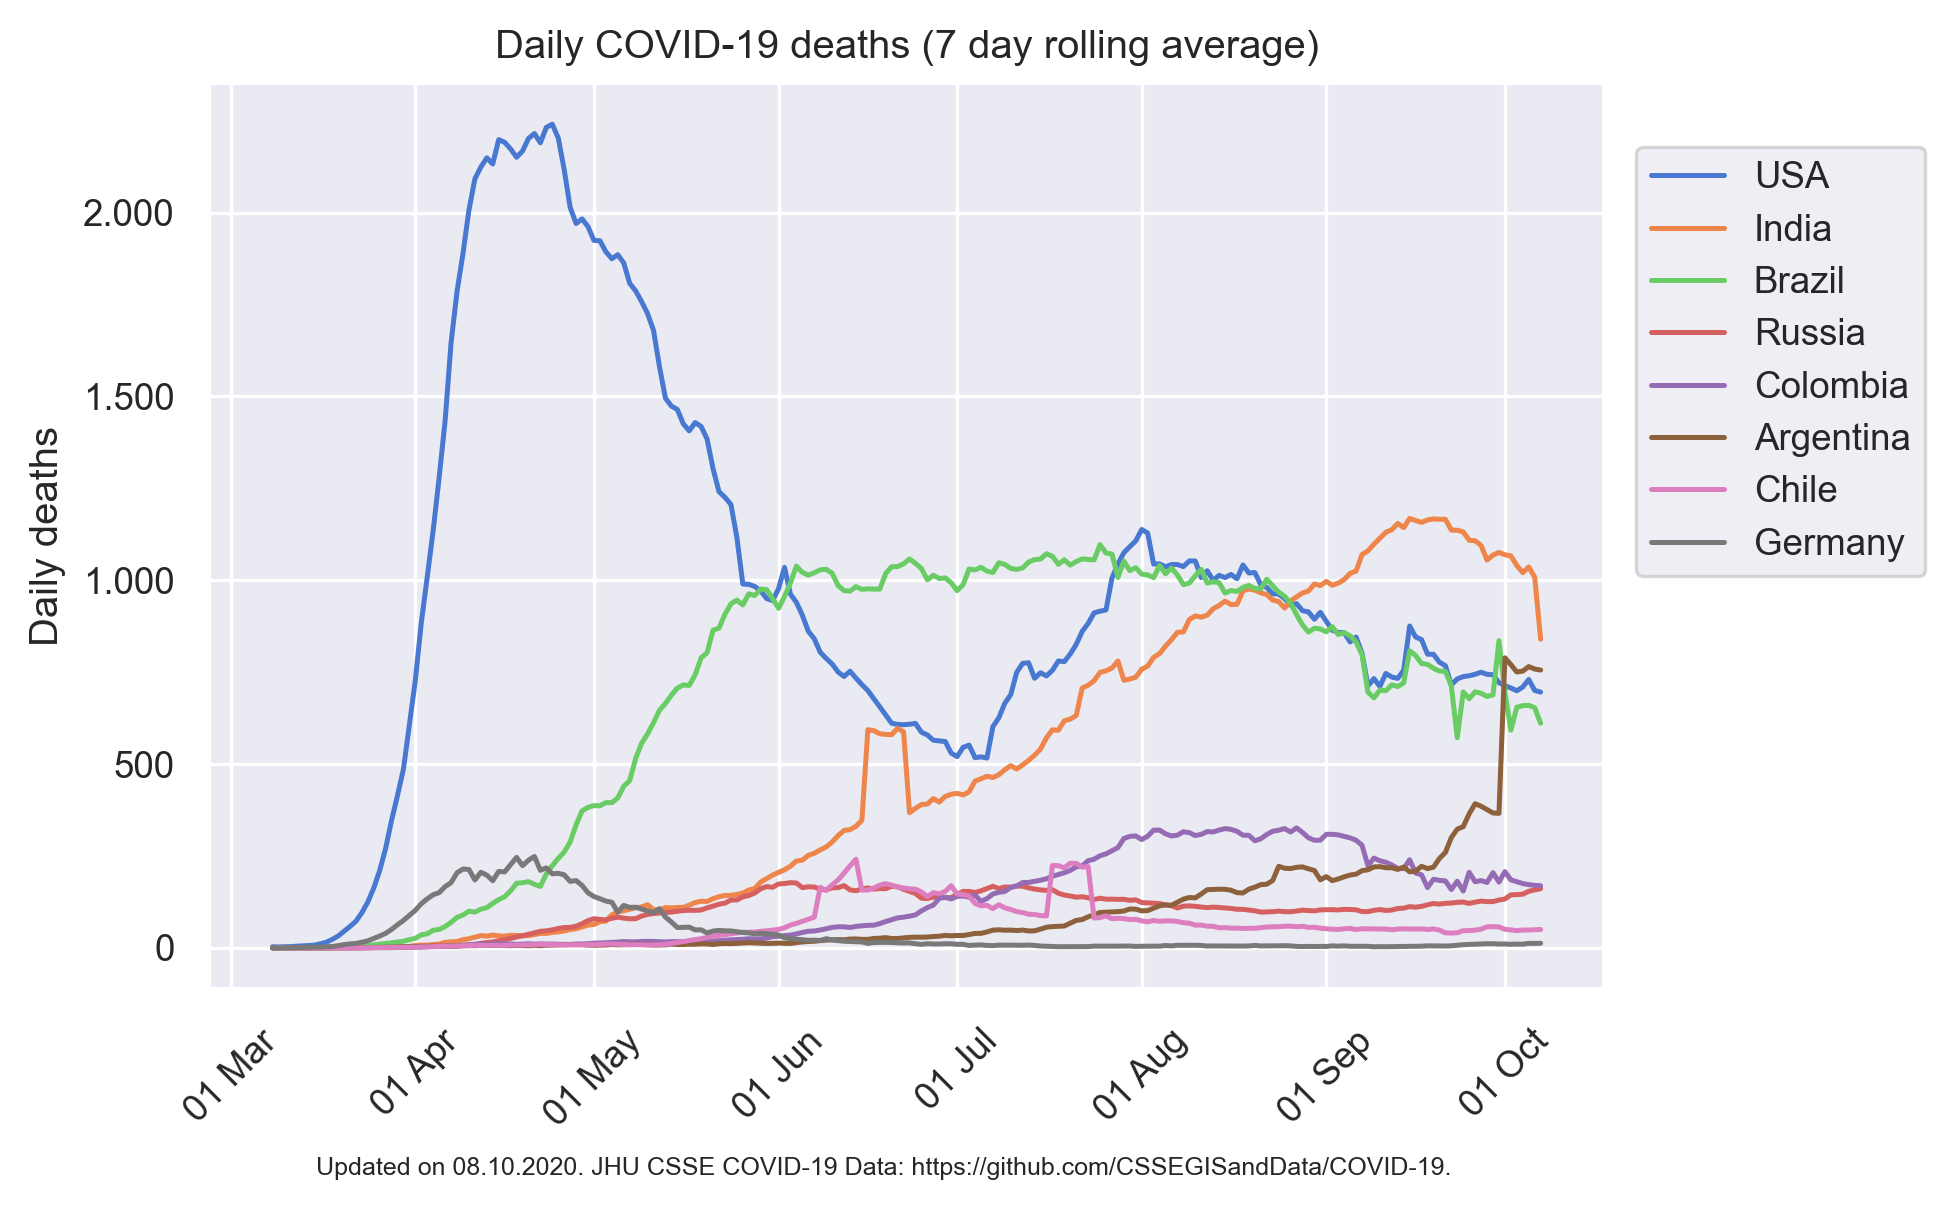 Daily COVID-19 deaths (7 day rolling average)
Daily deaths
2.000
1.500
1.000
500
0
01 Mar
01 Apr
01 May
01 Jun
01 Jul
01 Aug
01 Sep
01 Oct
USA
India
Brazil
Russia
Colombia
Argentina
Chile
Germany
Updated on 08.10.2020. JHU CSSE COVID-19 Data: https://github.com/CSSEGISandData/COVID-19.